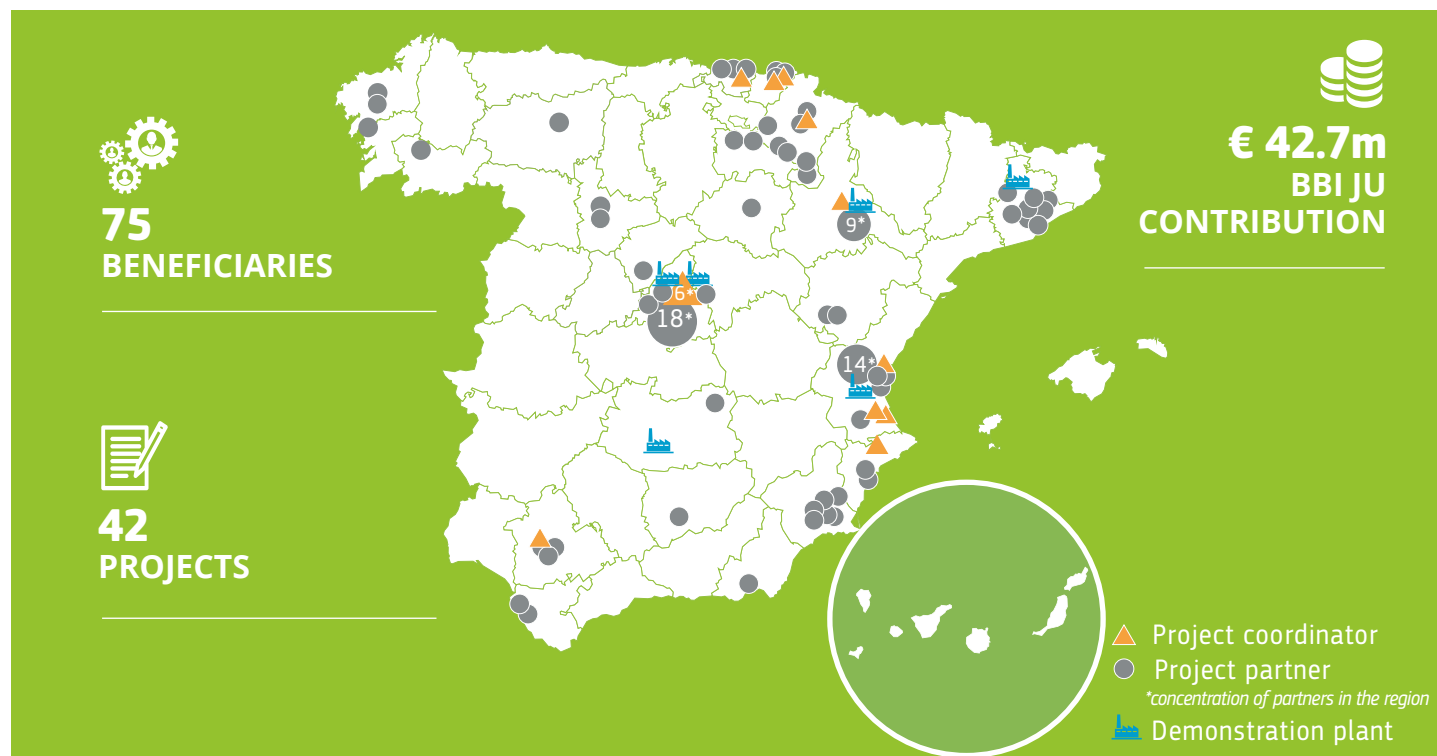 75
BENEFICIARIES
42
PROJECTS
€ 42.7m
BBI JU
CONTRIBUTION
9*
6*
18*
14*
Project coordinator
Project partner
*concentration of partners in the region
Demonstration plant